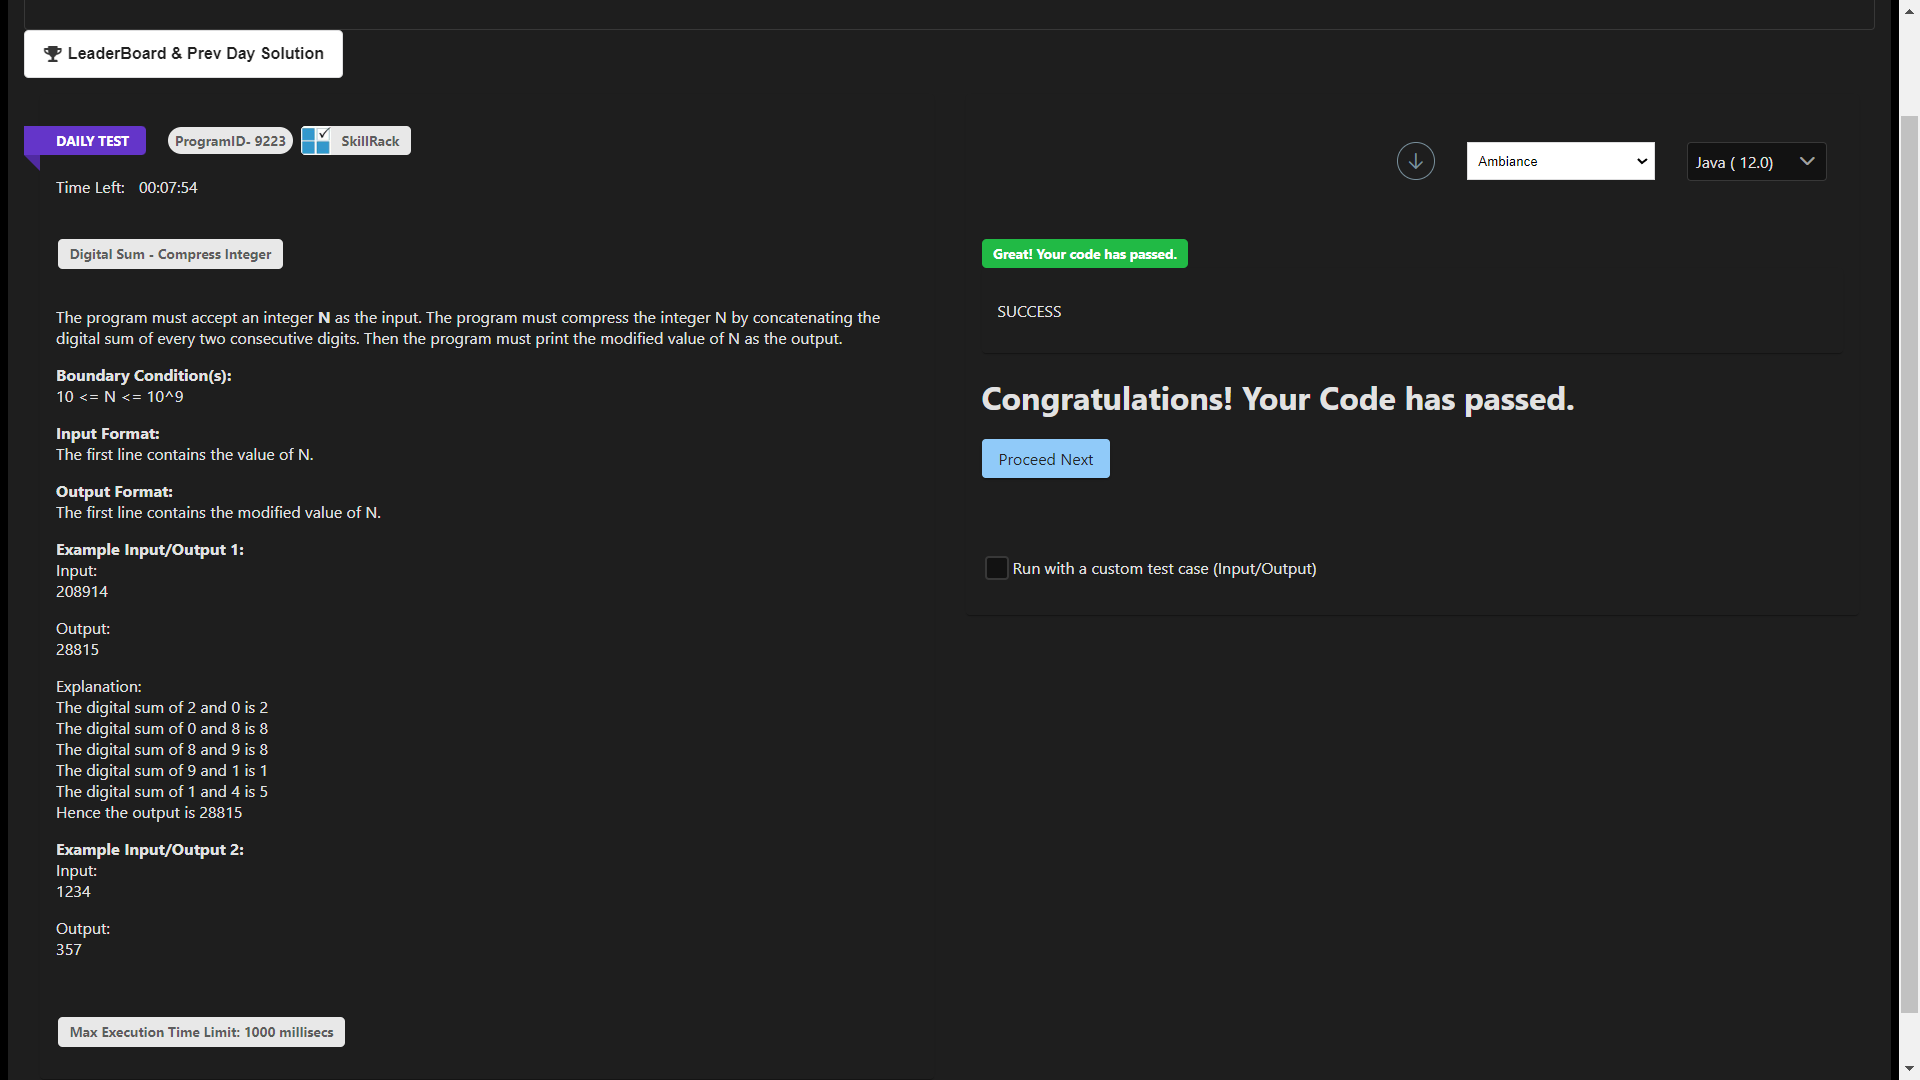 LeaderBoard & Prev Day Solution
DAILY TEST
ProgramID- 9223
SkillRack
Ambiance
Java ( 12.0)
Time Left: 00:07:54
Digital Sum - Compress Integer
The program must accept an integer N as the input. The program must compress the integer N by concatenating the
digital sum of every two consecutive digits. Then the program must print the modified value of N as the output.
Boundary Condition(s):
10 <= N <= 10^9
Input Format:
The first line contains the value of N.
Output Format:
The first line contains the modified value of N.
Example Input/Output 1:
Input:
208914
Output:
28815
Explanation:
The digital sum of 2 and 0 is 2
The digital sum of 0 and 8 is 8
The digital sum of 8 and 9 is 8
The digital sum of 9 and 1 is 1
The digital sum of 1 and 4 is 5
Hence the output is 28815
Example Input/Output 2:
Input:
1234
Output:
357
Max Execution Time Limit: 1000 millisecs
Great! Your code has passed.
SUCCESS
Congratulations! Your Code has passed.
Proceed Next
Run with a custom test case (Input/Output)